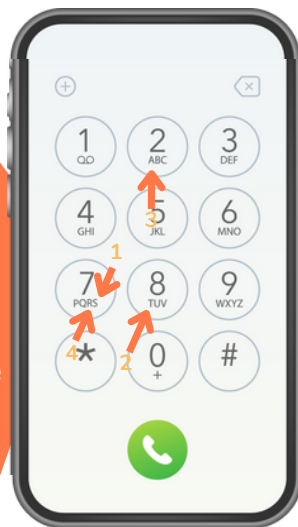 1 2 3
QO ABC DEF
1
4 5 6
3
GHI JKL MNO
7 8 9
PQRS TUV WXYZ
4 2
* 0 #
+
e